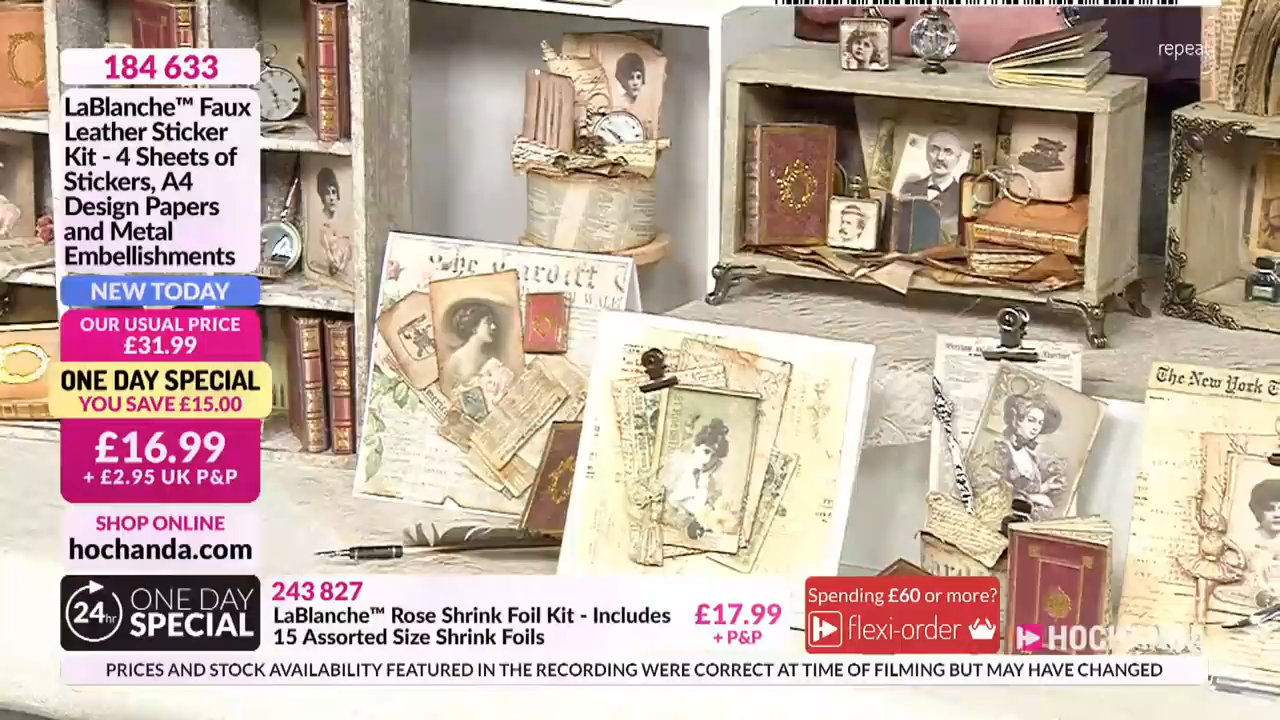 repeat
184 633
LaBlanche™ Faux
Leather Sticker
Kit - 4 Sheets of
Stickers, A4
Design Papers
and Metal
Embellishments
NEW TODAY
OUR USUAL PRICE
£31.99
ONE DAY SPECIAL
YOU SAVE £15.00
£16.99
+ £2.95 UK P&P
SHOP ONLINE
hochanda.com
The New York T
24hr ONE DAY
SPECIAL
243 827
LaBlanche™ Rose Shrink Foil Kit - Includes
15 Assorted Size Shrink Foils
£17.99
+ P&P
Spending £60 or more?
flexi-order
HOCHANDA
PRICES AND STOCK AVAILABILITY FEATURED IN THE RECORDING WERE CORRECT AT TIME OF FILMING BUT MAY HAVE CHANGED